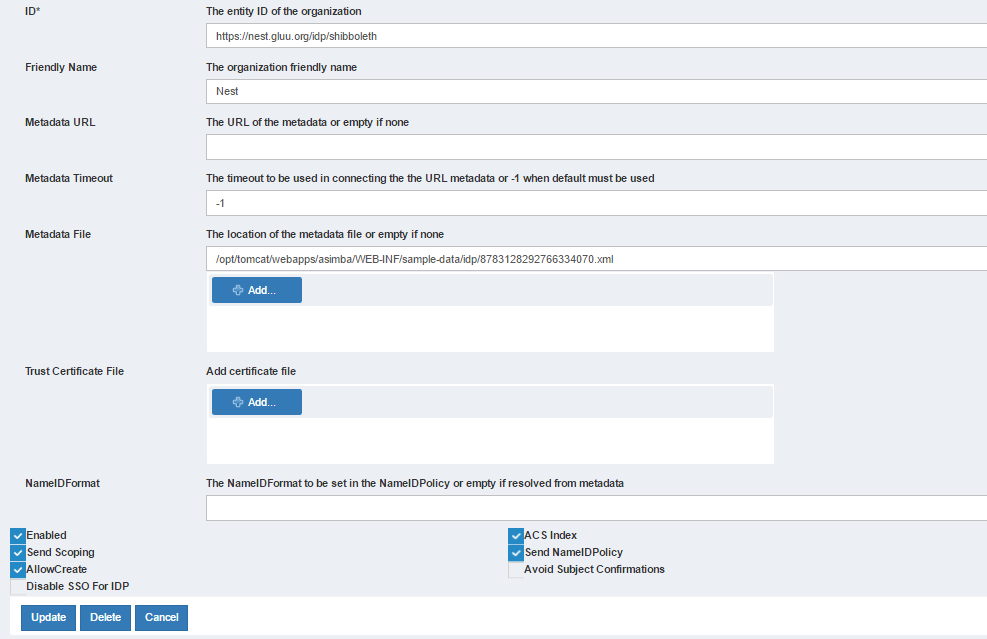 ID* The entity ID of the organization
https://nest.gluu.org/idp/shibboleth
Friendly Name The organization friendly name
Nest
Metadata URL The URL of the metadata or empty if none
Metadata Timeout The timeout to be used in connecting the the URL metadata or -1 when default must be used
-1
Metadata File The location of the metadata file or empty if none
/opt/tomcat/webapps/asimba/WEB-INF/sample-data/idp/8783128292766334070.xml
Add...
Trust Certificate File Add certificate file
Add...
NameIDFormat The NameIDFormat to be set in the NameIDPolicy or empty if resolved from metadata
Enabled ACS Index
Send Scoping Send NameIDPolicy
AllowCreate Avoid Subject Confirmations
Disable SSO For IDP
Update Delete Cancel